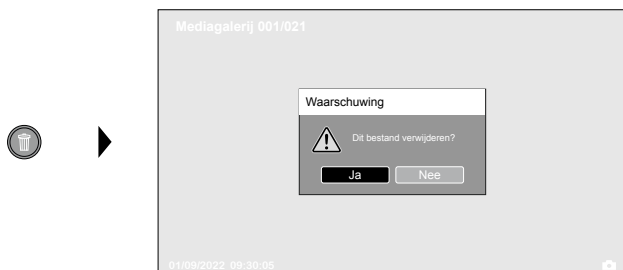 Mediagalerij 001/021
Waarschuwing
Dit bestand verwijderen?
Ja
Nee
01/09/2022 09:30:05